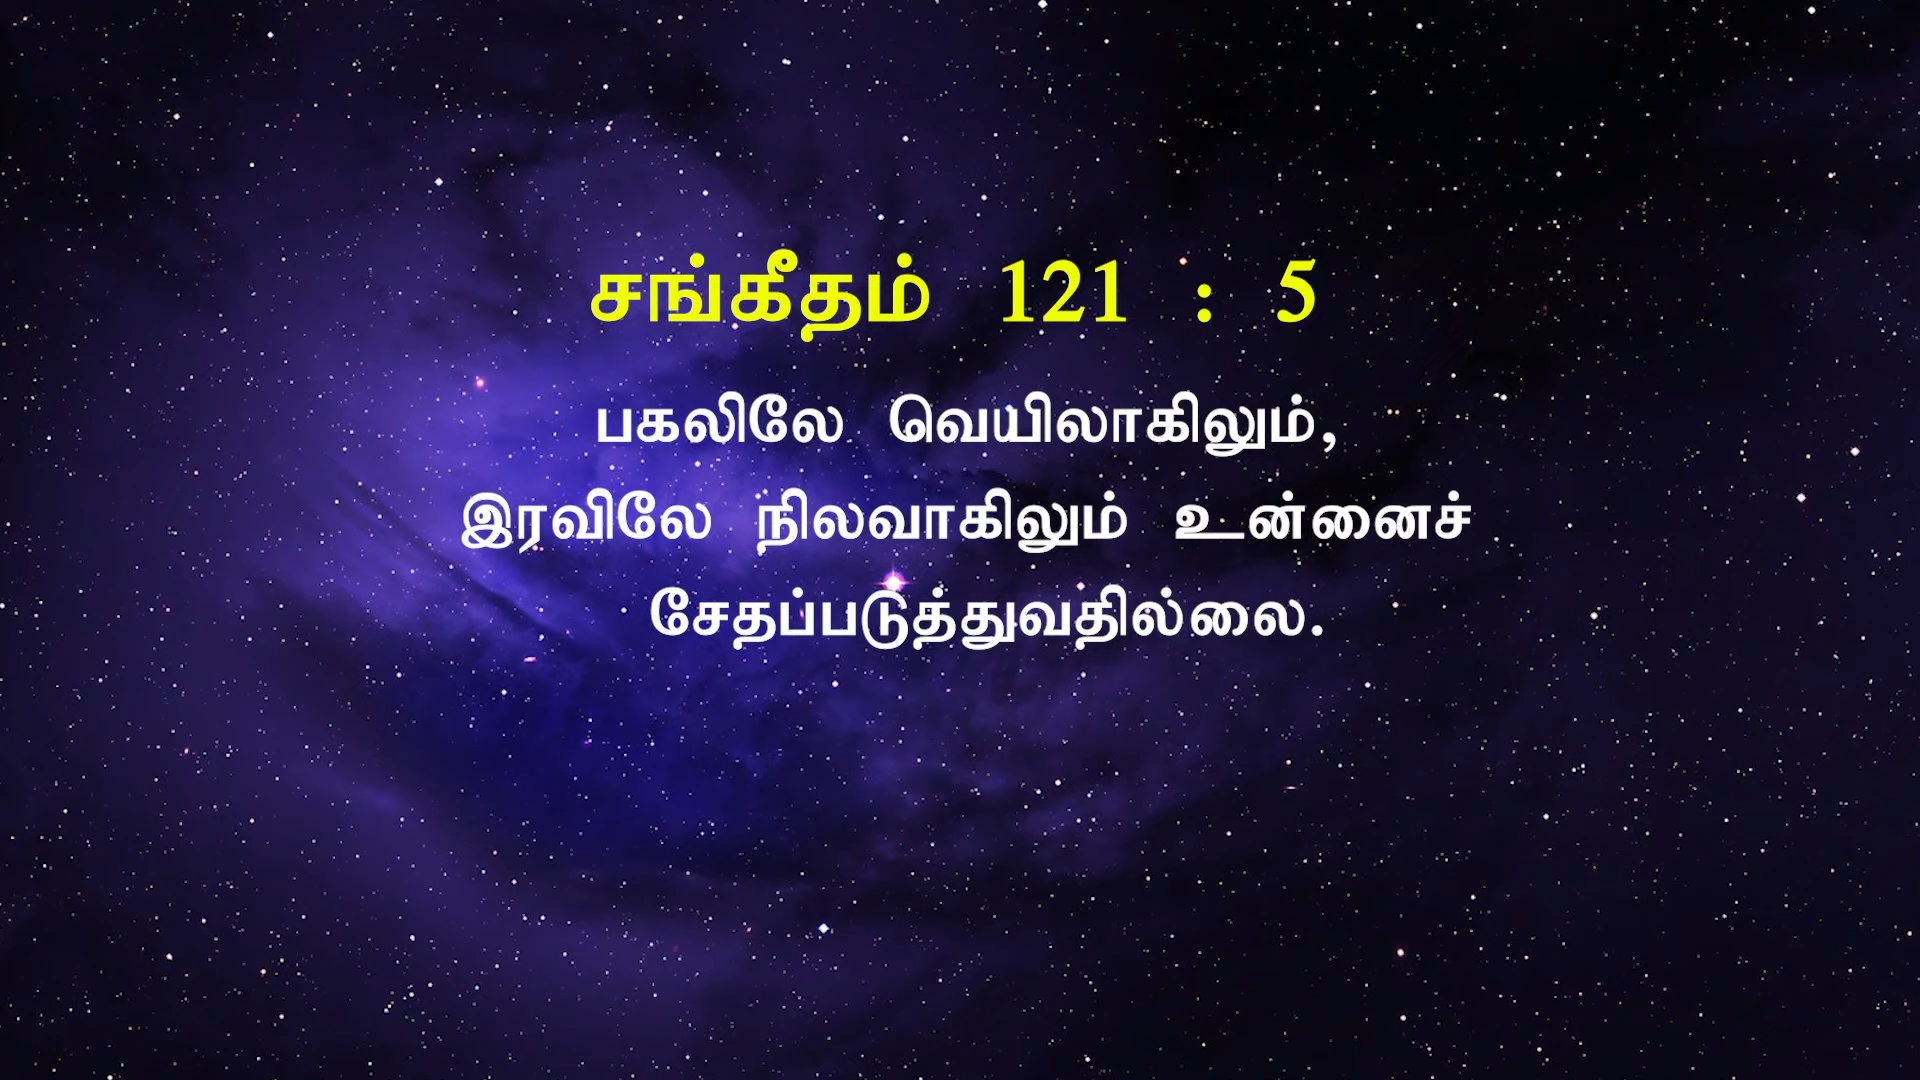 சங்கீதம் 121 : 5
பகலிலே வெயிலாகிலும்,
இரவிலே நிலவாகிலும் உன்னைச்
சேதப்படுத்துவதில்லை.